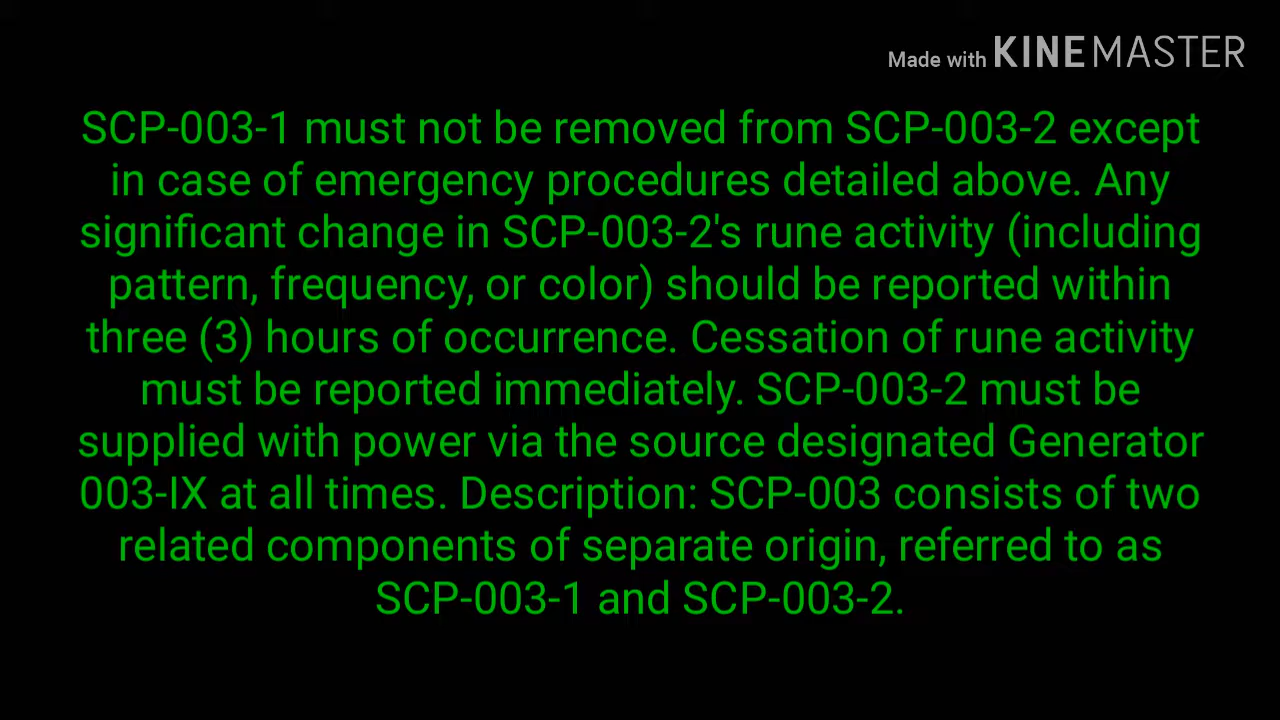 Made with KINEMASTER
SCP-003-1 must not be removed from SCP-003-2 except
in case of emergency procedures detailed above. Any
significant change in SCP-003-2's rune activity (including
pattern, frequency, or color) should be reported within
three (3) hours of occurrence. Cessation of rune activity
must be reported immediately. SCP-003-2 must be
supplied with power via the source designated Generator
003-IX at all times. Description: SCP-003 consists of two
related components of separate origin, referred to as
SCP-003-1 and SCP-003-2.